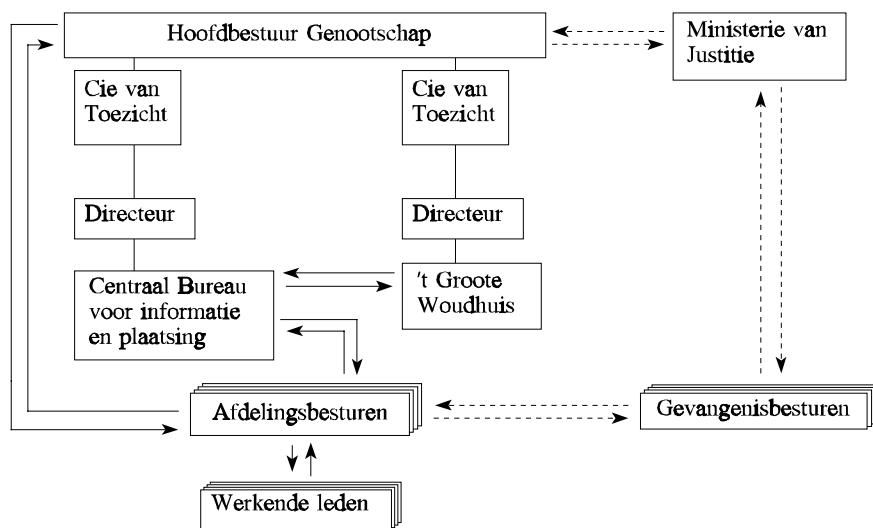 Hoofdbestuur Genootschap
Ministerie van
Justitie
Cie van
Toezicht
Cie van
Toezicht
Directeur
Directeur
Centraal Bureau
voor informatie
en plaatsing
't Groote
Woudhuis
Afdelingsbesturen
Gevangenisbesturen
Werkende leden